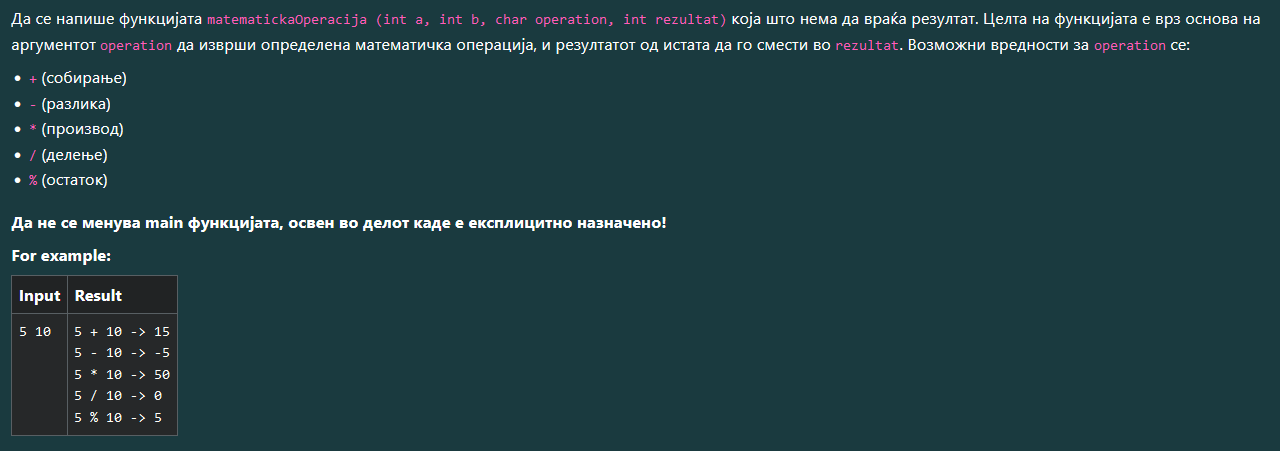 Да се напише функцијата matematickaOperacija (int a, int b, char operation, int rezultat) која што нема да враќа резултат. Целта на функцијата е врз основа на
аргументот operation да изврши определена математичка операција, и резултатот од истата да го смести во rezultat. Возможни вредности за operation се:
• + (собирање)
• - (разлика)
• * (производ)
• / (делење)
• % (остаток)
Да не се менува main функцијата, освен во делот каде е експлицитно назначено!
For example:
Input Result
5 10 5 + 10 -> 15
5 - 10 -> -5
5 * 10 -> 50
5 / 10 -> 0
5 % 10 -> 5